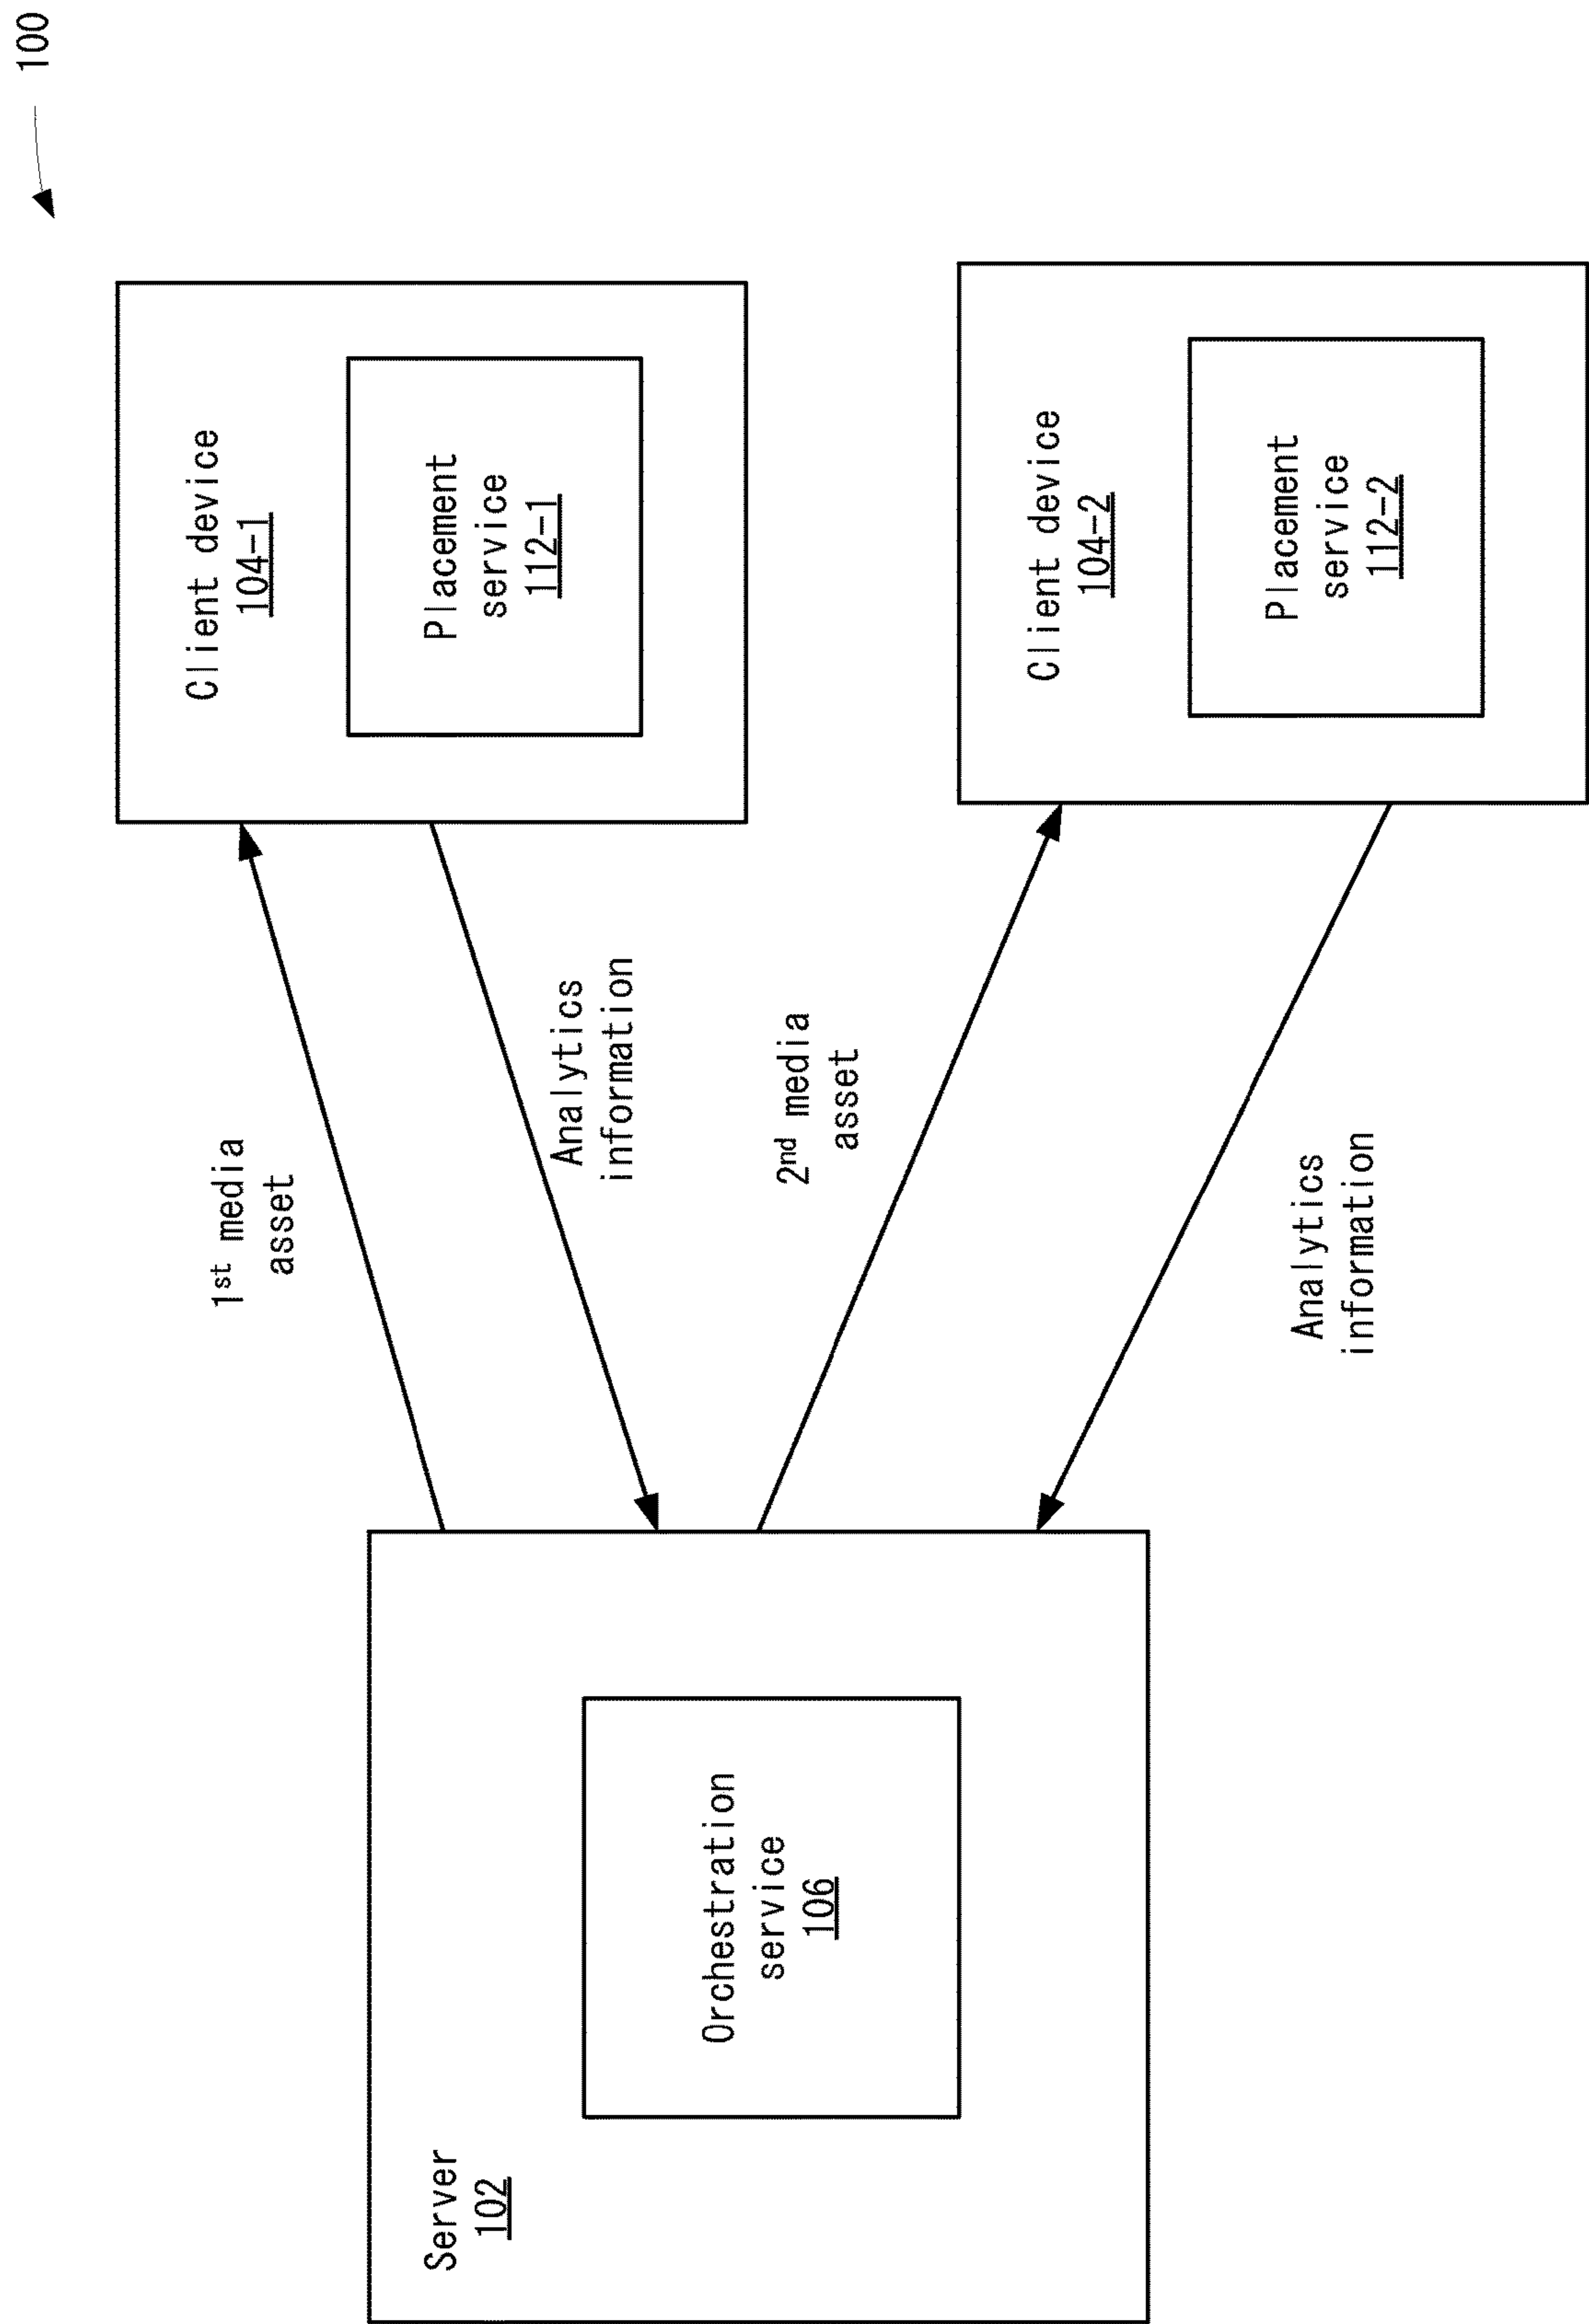 100
Server
102
Orchestration
service
106
1st media
asset
Analytics
information
2nd media
asset
Analytics
information
Client device
104-1
Placement
service
112-1
Client device
104-2
Placement
service
112-2